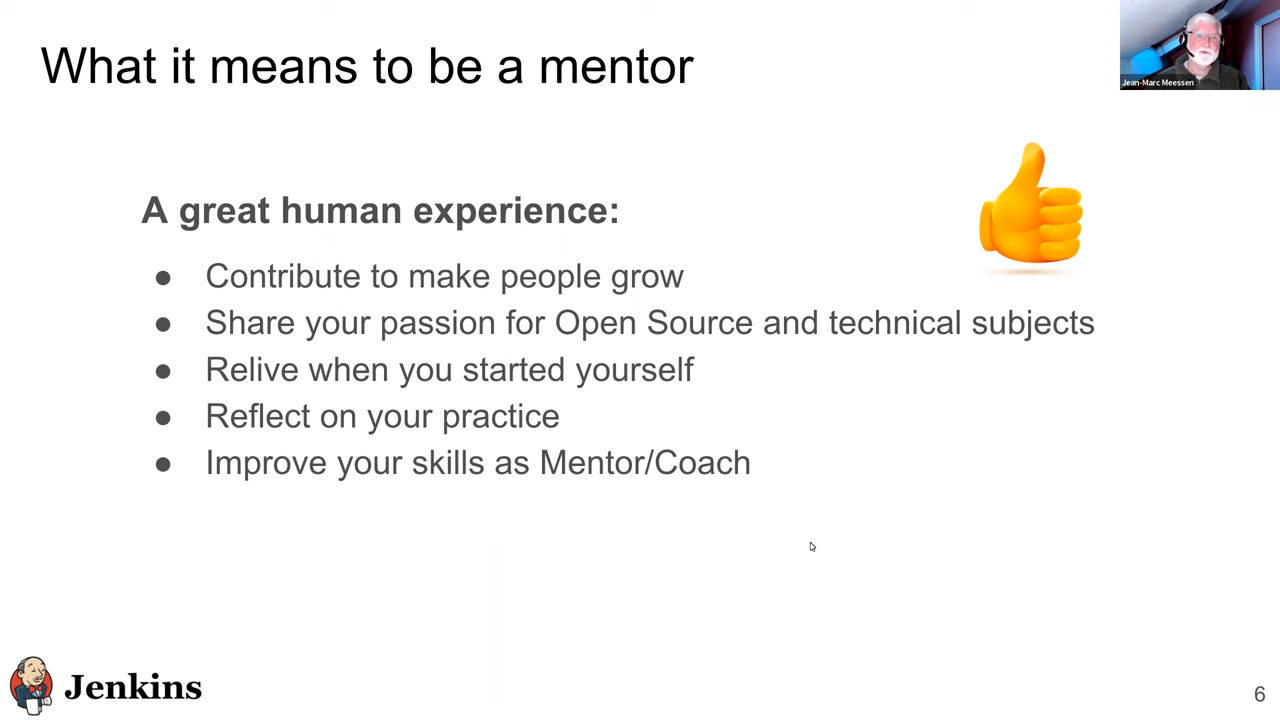 What it means to be a mentor
Jean-Marc Meessen
A great human experience:
● Contribute to make people grow
● Share your passion for Open Source and technical subjects
● Relive when you started yourself
● Reflect on your practice
● Improve your skills as Mentor/Coach
Jenkins
6